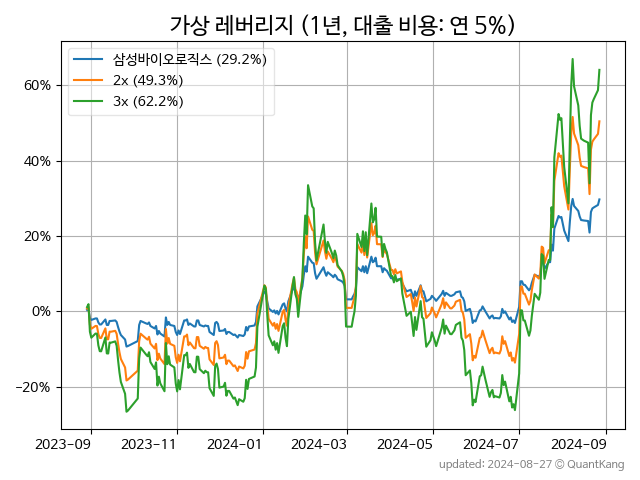 가상 레버리지 (1년, 대출 비용: 연 5%)
삼성바이오로직스 (29.2%)
2x (49.3%)
3x (62.2%)
60%
40%
20%
0%
−20%
2023-09 2023-11 2024-01 2024-03 2024-05 2024-07 2024-09
updated: 2024-08-27 © QuantKang